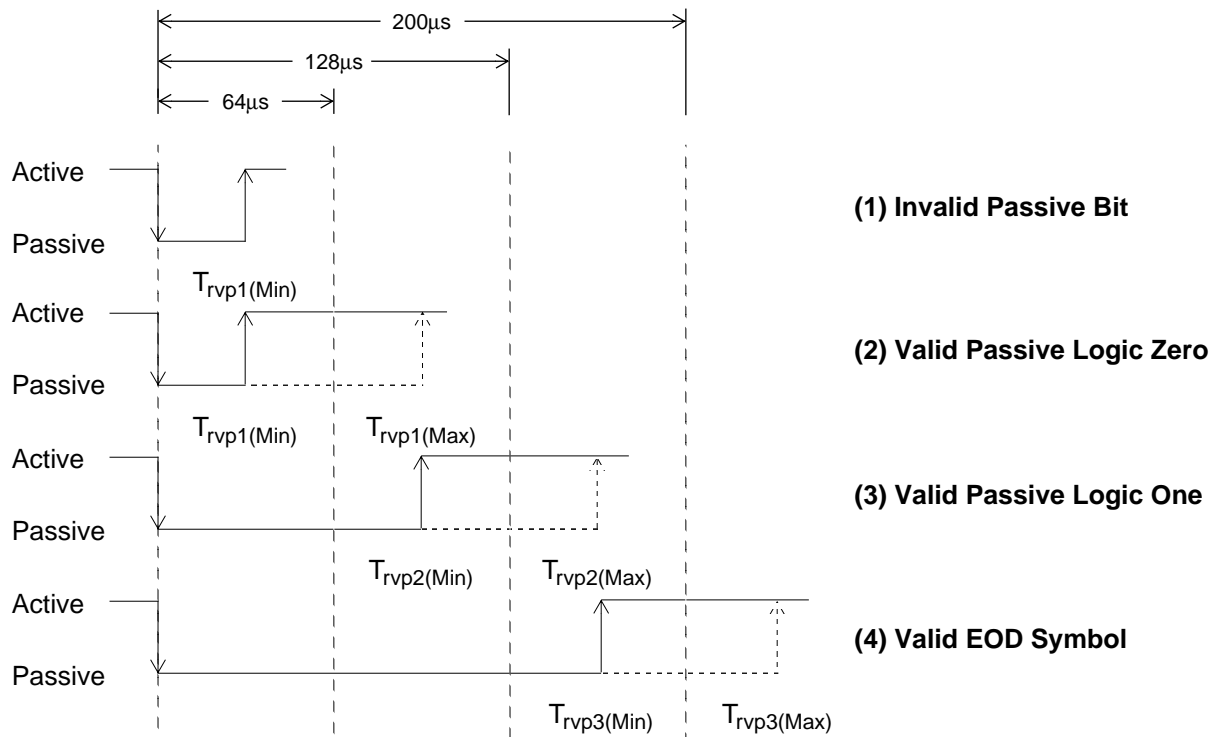 200μs
128μs
64μs
Active
(1) Invalid Passive Bit
Passive
Trvp1(Min)
Active
(2) Valid Passive Logic Zero
Passive
Trvp1(Min) Trvp1(Max)
Active
(3) Valid Passive Logic One
Passive
Trvp2(Min) Trvp2(Max)
Active
(4) Valid EOD Symbol
Passive
Trvp3(Min) Trvp3(Max)